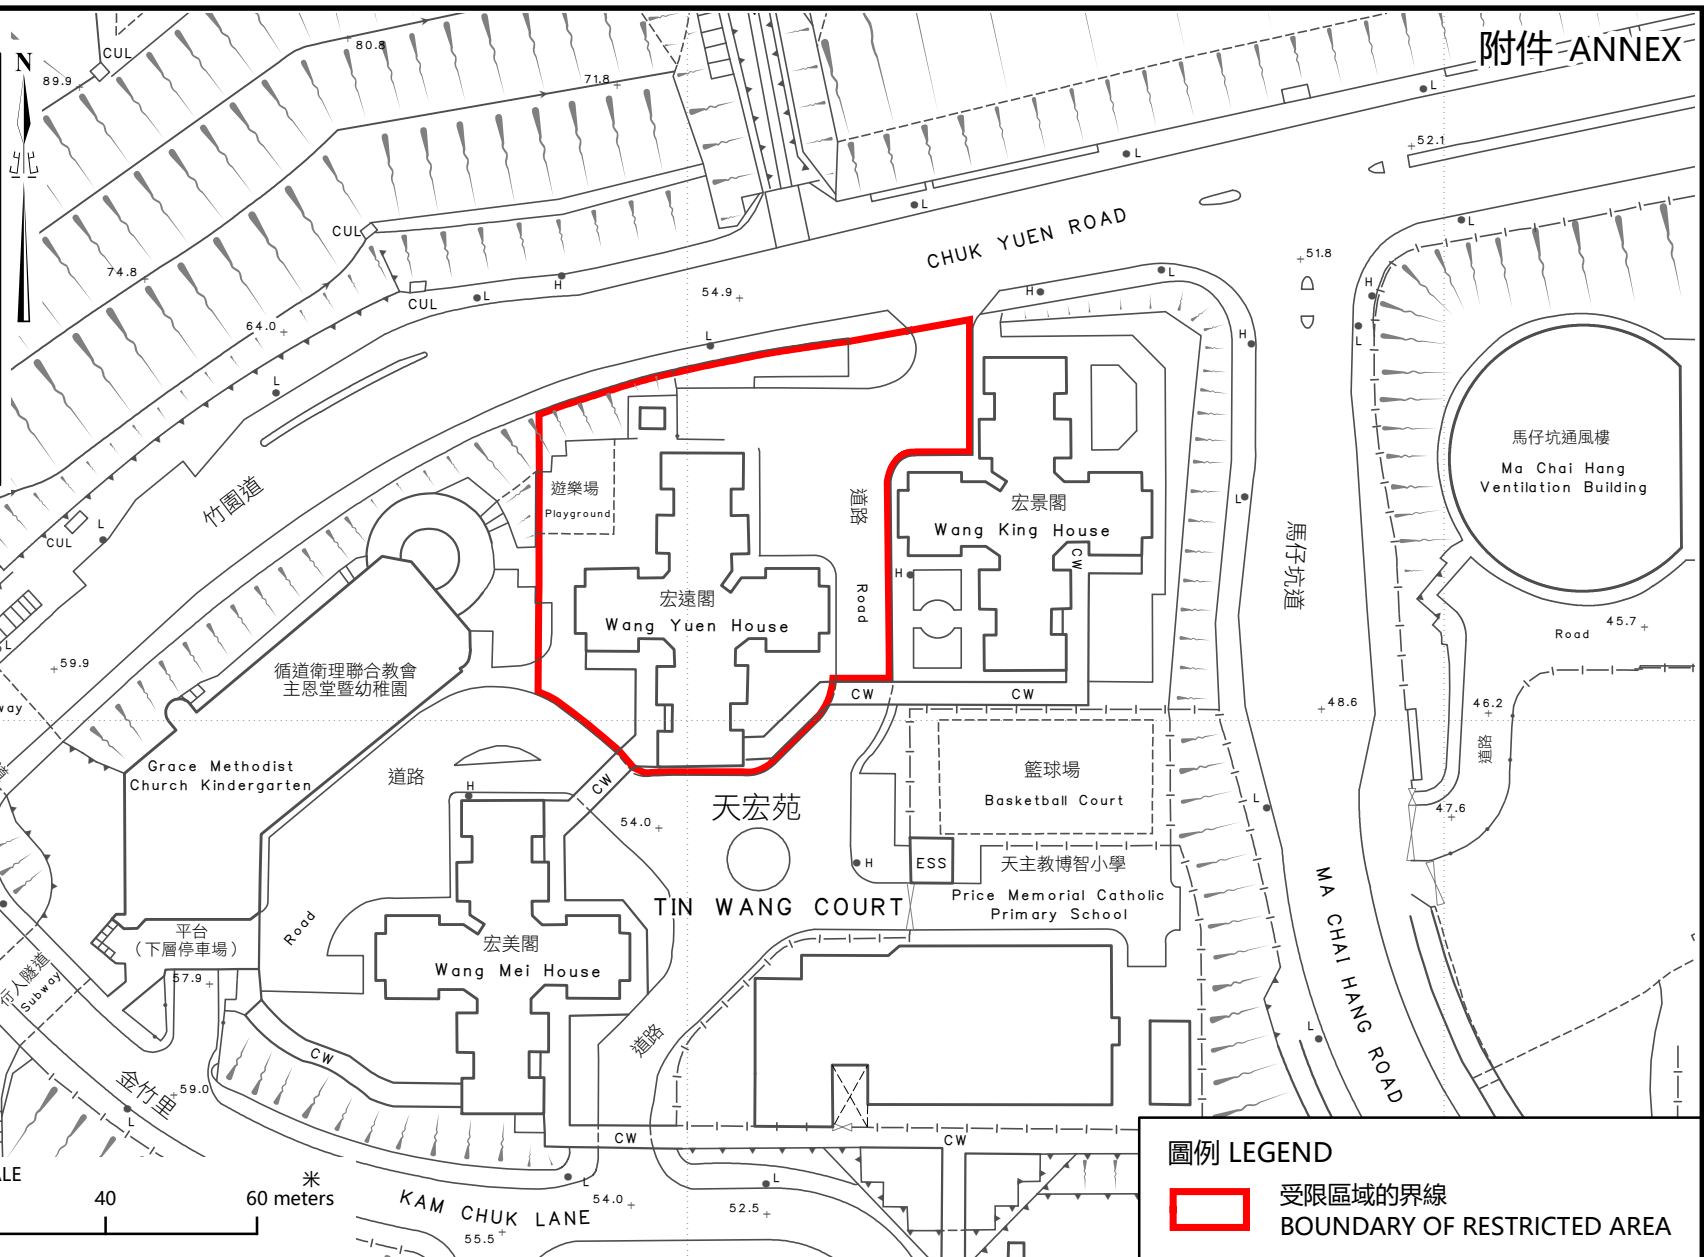 附件 ANNEX
N
CUL
80.8
89.9
71.8
L
52.1
L
L
CUL
CHUK YUEN ROAD
L
74.8
51.8
H
L
CUL
54.9
H
L
H
64.0
L
H
L
L
馬仔坑通風樓
Ma Chai Hang
Ventilation Building
竹園道
遊樂場
Playground
道路
宏景閣
Wang King House
L
L
CUL
CW
馬仔坑道
H
宏遠閣
Wang Yuen House
Road
Road
45.7
L
59.9
循道衛理聯合教會
主恩堂暨幼稚園
CW
CW
way
48.6
46.2
道路
Grace Methodist
Church Kindergarten
道路
H
CW
籃球場
Basketball Court
天宏苑
54.0
L
47.6
H
ESS
天主教博智小學
Price Memorial Catholic
Primary School
TIN WANG COURT
MA CHAI HANG ROAD
Road
平台
（下層停車場）
宏美閣
Wang Mei House
行人隧道
Subway
57.9
道路
L
CW
金竹里
59.0
L
CW
CW
圖例 LEGEND
受限區域的界線
BOUNDARY OF RESTRICTED AREA
ALE
米
40
60 meters
KAM CHUK LANE
L
54.0
L
52.5
55.5